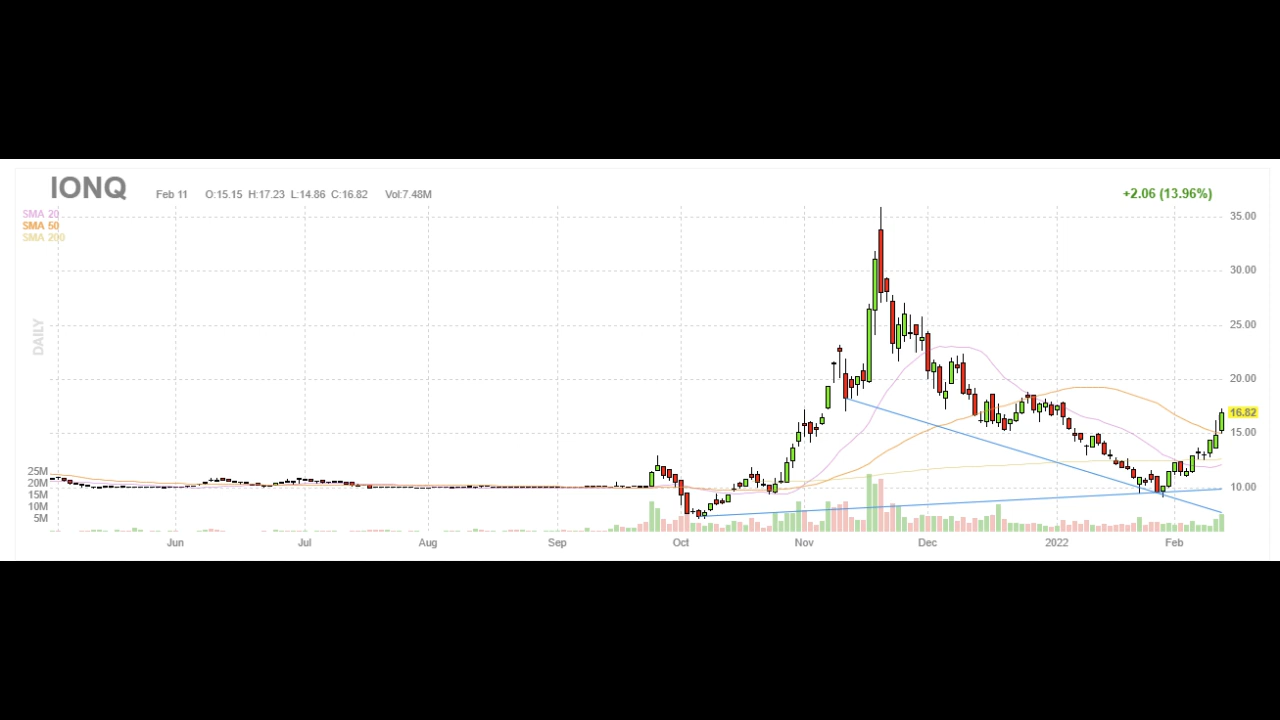 IONQ Feb 11 O:15.15 H:17.23 L:14.86 C:16.82 Vol:7.48M +2.06 (13.96%)
SMA 20
SMA 50
SMA 200
DAILY
35.00
30.00
25.00
20.00
16.82
15.00
10.00
25M
20M
15M
10M
5M
Jun Jul Aug Sep Oct Nov Dec 2022 Feb